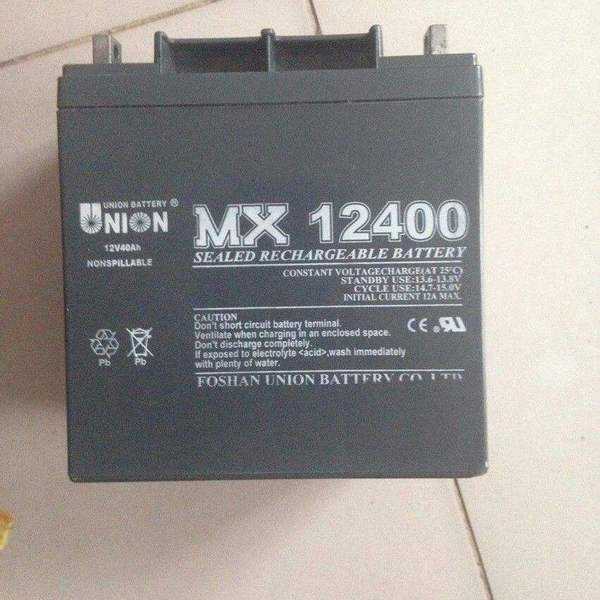 UNION BATTERY ®
UNION
12V40Ah
NONSPILLABLE
MX 12400
SEALED RECHARGEABLE BATTERY
CONSTANT VOLTAGECHARGE(AT 25°C)
STANDBY USE:13.6-13.8V
CYCLE USE:14.7-15.0V
INITIAL CURRENT 12A MAX.
CAUTION
Don't short circuit battery terminal.
Ventilate when charging in an enclosed space.
Don't discharge completely.
If exposed to electrolyte <acid>,wash immediately
with plenty of water.
CE RU
Pb Pb
FOSHAN UNION BATTERY CO.LTD